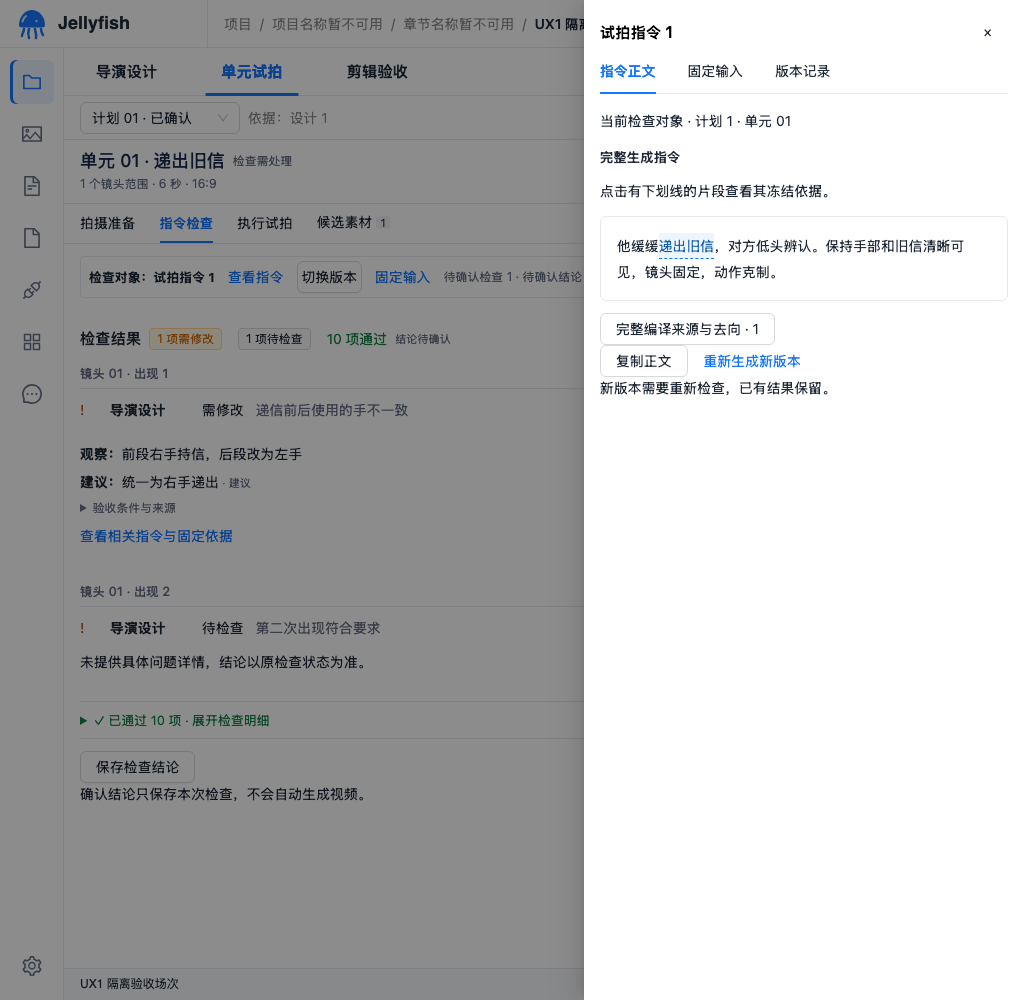 Jellyfish
项目 / 项目名称暂不可用 / 章节名称暂不可用 / UX1 隔
导演设计 单元试拍 剪辑验收
计划 01 · 已确认 依据：设计 1
单元 01 · 递出旧信 检查需处理
1 个镜头范围 · 6 秒 · 16:9
拍摄准备 指令检查 执行试拍 候选素材 1
检查对象：试拍指令 1 查看指令 切换版本 固定输入 待确认检查 1 · 待确认结论
检查结果 1 项需修改 1 项待检查 10 项通过 结论待确认
镜头 01 · 出现 1
! 导演设计 需修改 递信前后使用的手不一致
观察：前段右手持信，后段改为左手
建议：统一为右手递出 · 建议
▶ 验收条件与来源
查看相关指令与固定依据
镜头 01 · 出现 2
! 导演设计 待检查 第二次出现符合要求
未提供具体问题详情，结论以原检查状态为准。
▶ ✓ 已通过 10 项 · 展开检查明细
保存检查结论
确认结论只保存本次检查，不会自动生成视频。
UX1 隔离验收场次
试拍指令 1 ×
指令正文 固定输入 版本记录
当前检查对象 · 计划 1 · 单元 01
完整生成指令
点击有下划线的片段查看其冻结依据。
他缓缓递出旧信，对方低头辨认。保持手部和旧信清晰可
见，镜头固定，动作克制。
完整编译来源与去向 · 1
复制正文 重新生成新版本
新版本需要重新检查，已有结果保留。